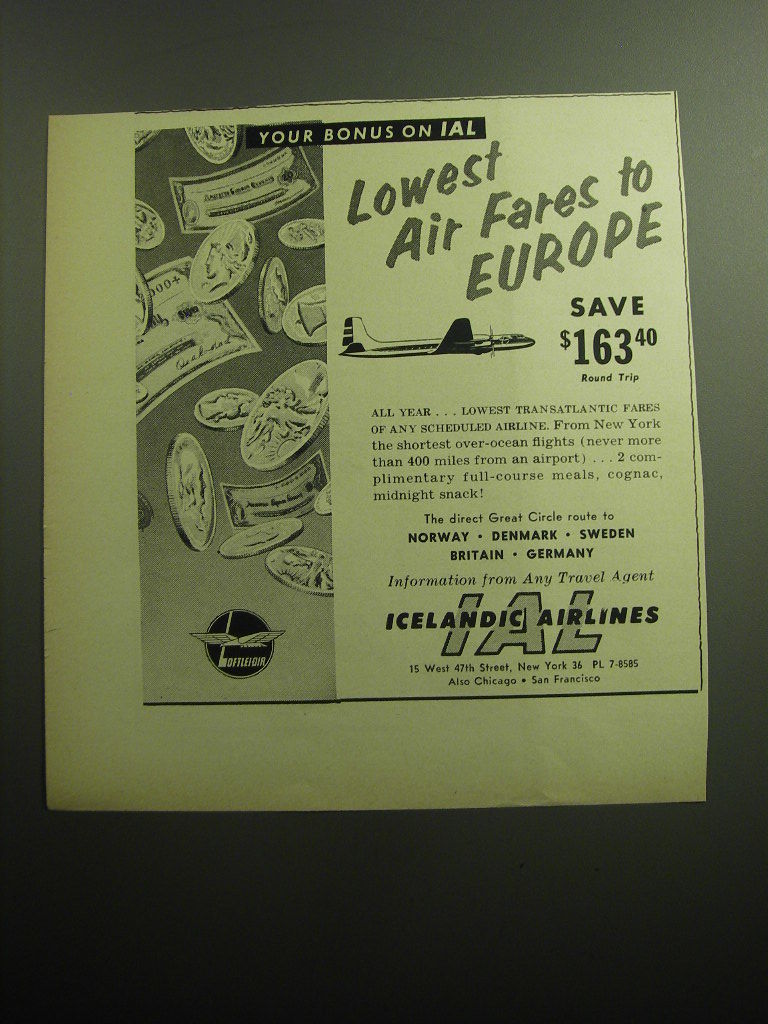 YOUR BONUS ON IAL
Lowest
Air Fares to
EUROPE
SAVE
$163.40
Round Trip
ALL YEAR . . . LOWEST TRANSATLANTIC FARES
OF ANY SCHEDULED AIRLINE. From New York
the shortest over-ocean flights (never more
than 400 miles from an airport) . . . 2 com-
plimentary full-course meals, cognac,
midnight snack!
The direct Great Circle route to
NORWAY • DENMARK • SWEDEN
BRITAIN • GERMANY
Information from Any Travel Agent
IAL
ICELANDIC AIRLINES
15 West 47th Street, New York 36 PL 7-8585
Also Chicago • San Francisco
LOFTLEIDIR